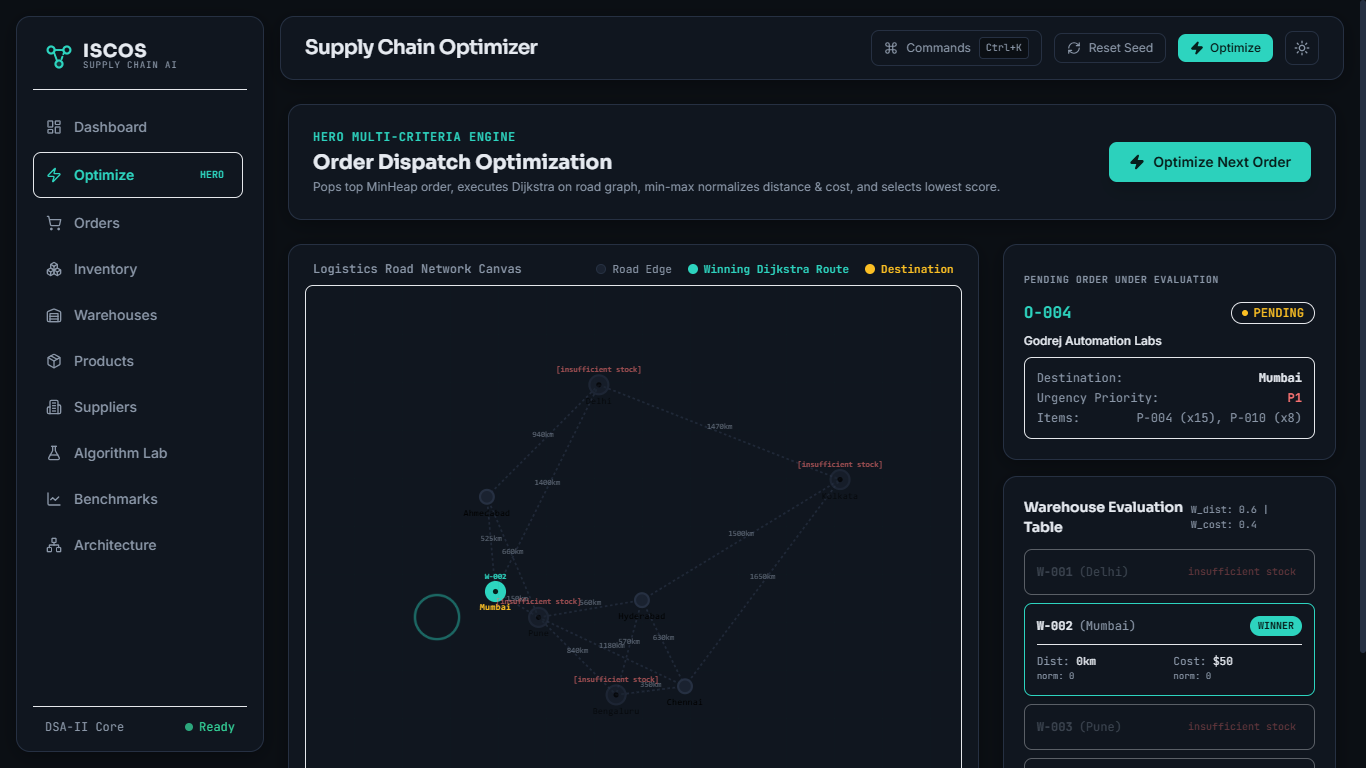 ISCOS
SUPPLY CHAIN AI
Dashboard
Optimize HERO
Orders
Inventory
Warehouses
Products
Suppliers
Algorithm Lab
Benchmarks
Architecture
DSA-II Core Ready
Supply Chain Optimizer
Commands Ctrl+K
Reset Seed
Optimize
HERO MULTI-CRITERIA ENGINE
Order Dispatch Optimization
Pops top MinHeap order, executes Dijkstra on road graph, min-max normalizes distance & cost, and selects lowest score.
Optimize Next Order
Logistics Road Network Canvas
Road Edge
Winning Dijkstra Route
Destination
[insufficient stock]
940km
1470km
[insufficient stock]
1400km
Ahmedabad
525km
1500km
660km
W-002
1650km
Mumbai
150km
[insufficient stock]
560km
Hyderabad
Pune
630km
570km
1180km
840km
[insufficient stock]
350km
Chennai
Bengaluru
PENDING ORDER UNDER EVALUATION
O-004 PENDING
Godrej Automation Labs
Destination: Mumbai
Urgency Priority: P1
Items: P-004 (x15), P-010 (x8)
Warehouse Evaluation
Table
W_dist: 0.6 |
W_cost: 0.4
W-001 (Delhi) insufficient stock
W-002 (Mumbai) WINNER
Dist: 0km Cost: $50
norm: 0 norm: 0
W-003 (Pune) insufficient stock